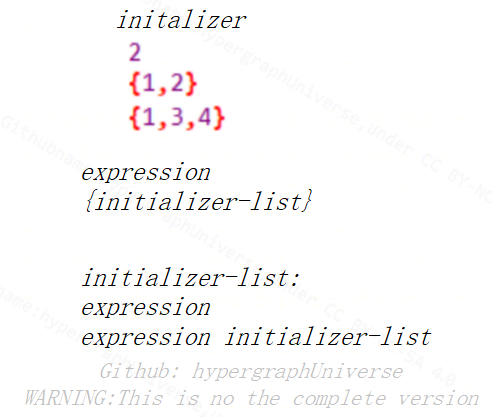 initalizer
2
{1,2}
{1,3,4}
expression
{initializer-list}
initializer-list:
expression
expression initializer-list
Github: hypergraphUniverse
WARNING:This is no the complete version